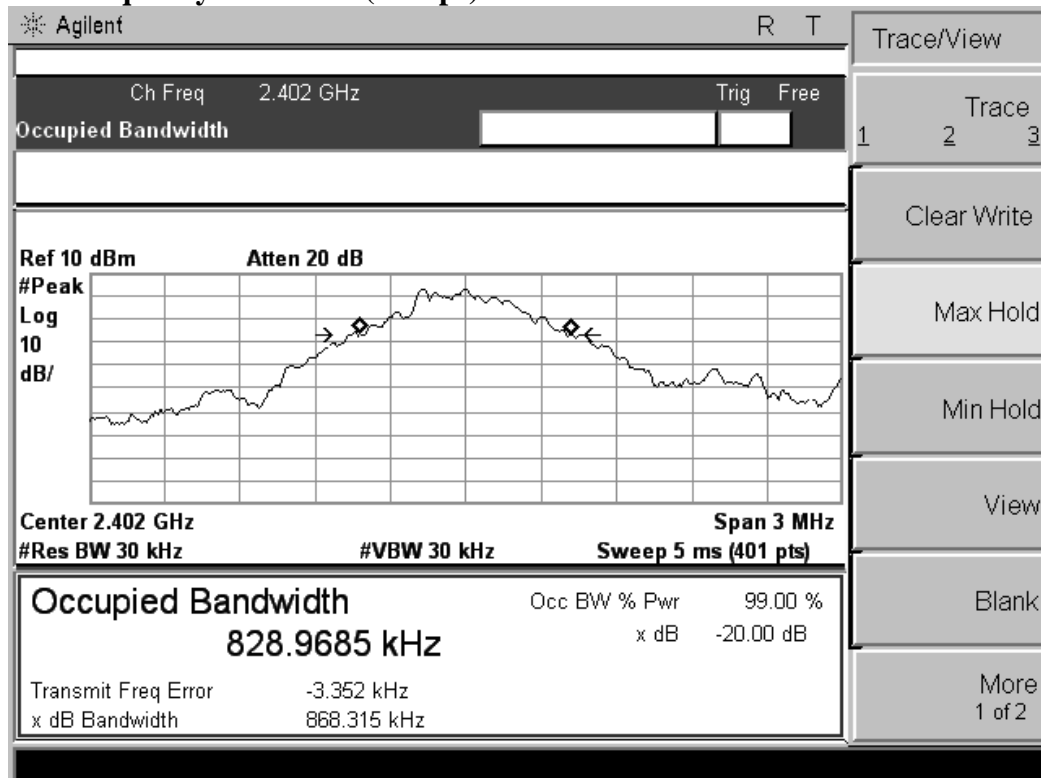 Agilent R T
Trace/View
Ch Freq 2.402 GHz Trig Free
Occupied Bandwidth
Trace
1 2 3
Clear Write
Ref 10 dBm Atten 20 dB
#Peak
Log
10
dB/
Max Hold
Min Hold
Center 2.402 GHz Span 3 MHz
#Res BW 30 kHz #VBW 30 kHz Sweep 5 ms (401 pts)
View
Occupied Bandwidth
828.9685 kHz
Occ BW % Pwr 99.00 %
x dB -20.00 dB
Transmit Freq Error -3.352 kHz
x dB Bandwidth 868.315 kHz
Blank
More
1 of 2